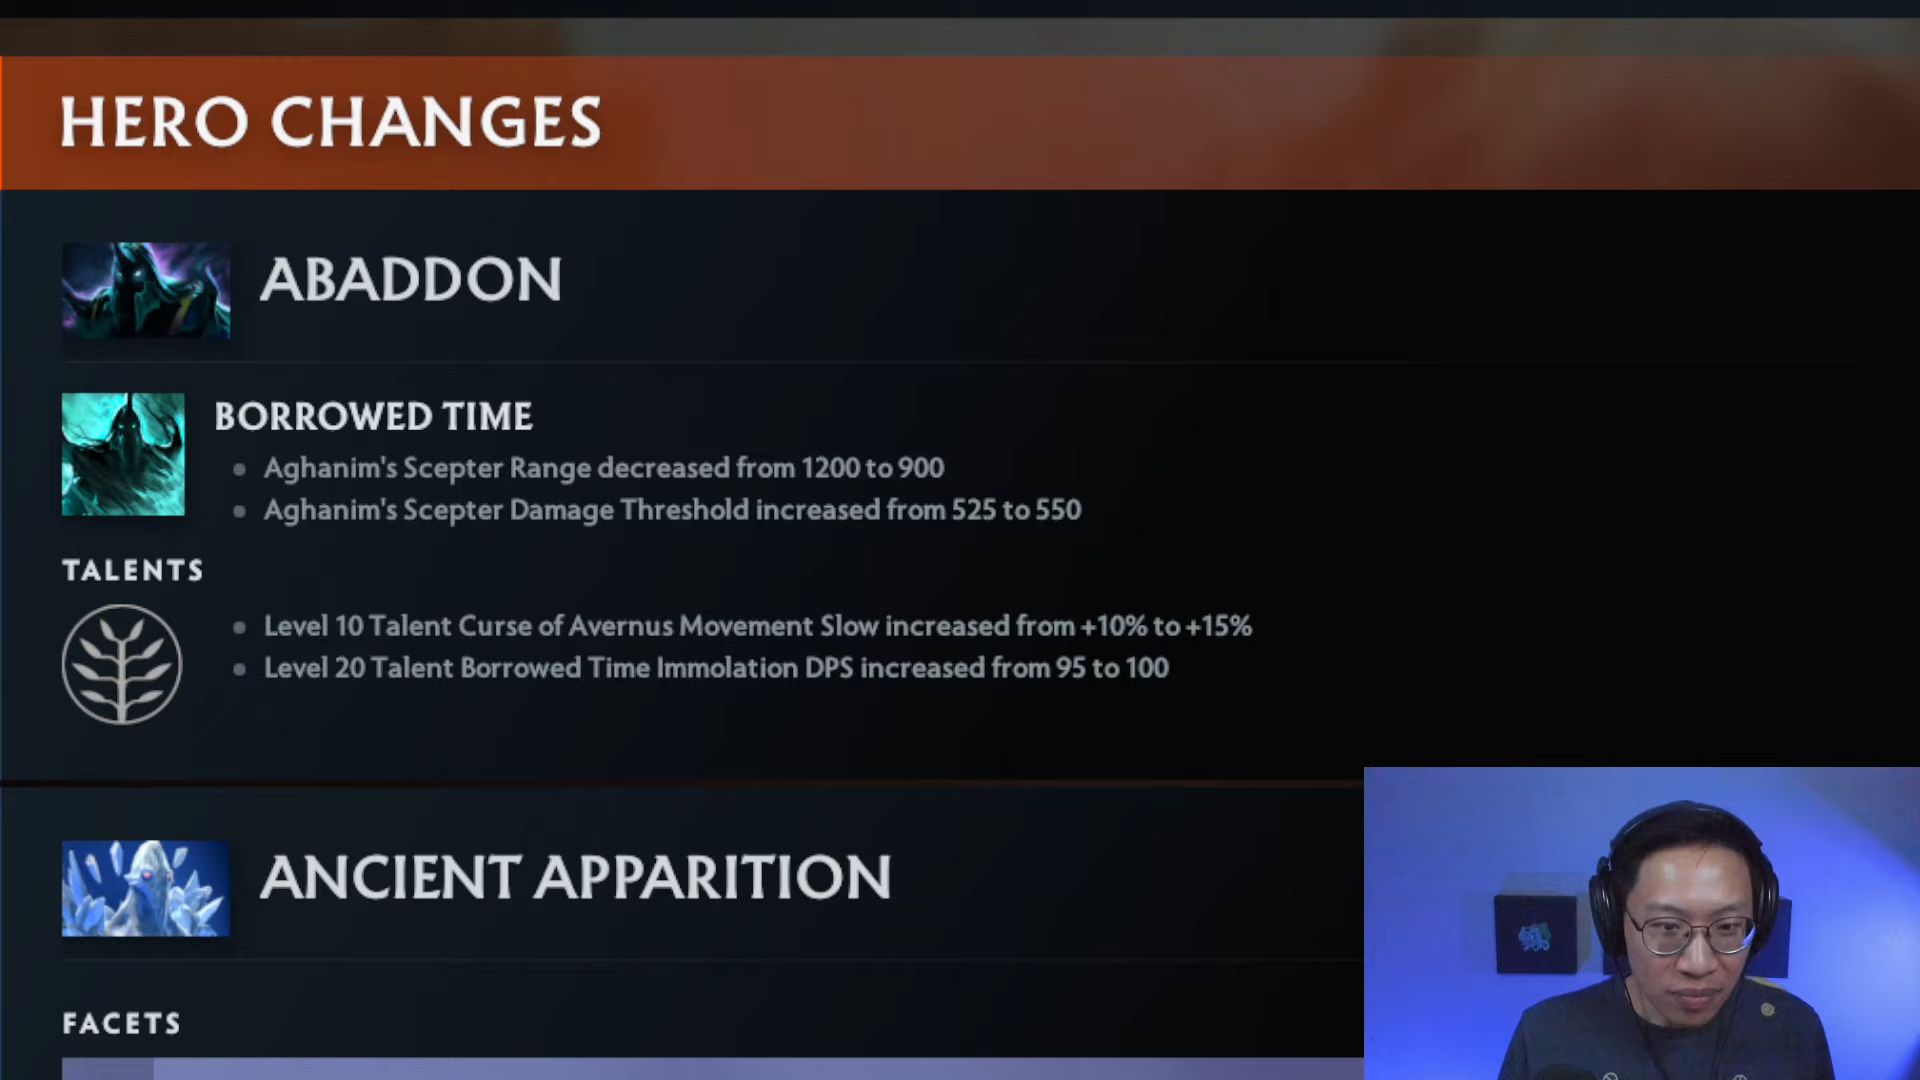 HERO CHANGES
ABADDON
BORROWED TIME
Aghanim's Scepter Range decreased from 1200 to 900
Aghanim's Scepter Damage Threshold increased from 525 to 550
TALENTS
Level 10 Talent Curse of Avernus Movement Slow increased from +10% to +15%
Level 20 Talent Borrowed Time Immolation DPS increased from 95 to 100
ANCIENT APPARITION
FACETS